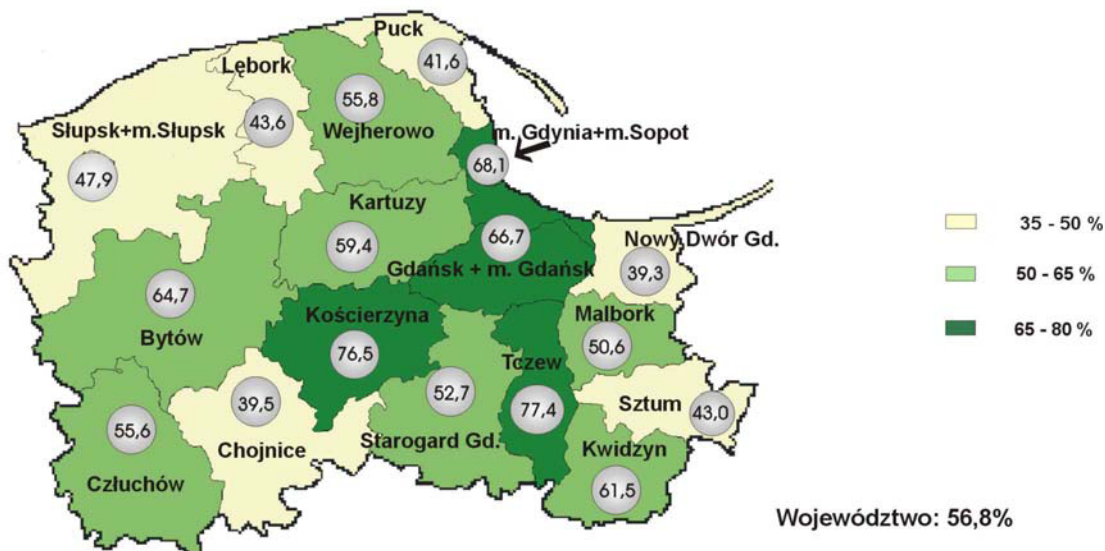 Puck
41,6
Lębork
43,6
55,8
Wejherowo
Słupsk+m.Słupsk
47,9
m. Gdynia+m.Sopot
68,1
Kartuzy
59,4
66,7
Gdańsk + m. Gdańsk
Nowy Dwór Gd.
39,3
64,7
Bytów
Kościerzyna
76,5
Malbork
50,6
Tczew
77,4
52,7
Starogard Gd.
39,5
Chojnice
Sztum
43,0
55,6
Człuchów
Kwidzyn
61,5
35 - 50 %
50 - 65 %
65 - 80 %
Województwo: 56,8%